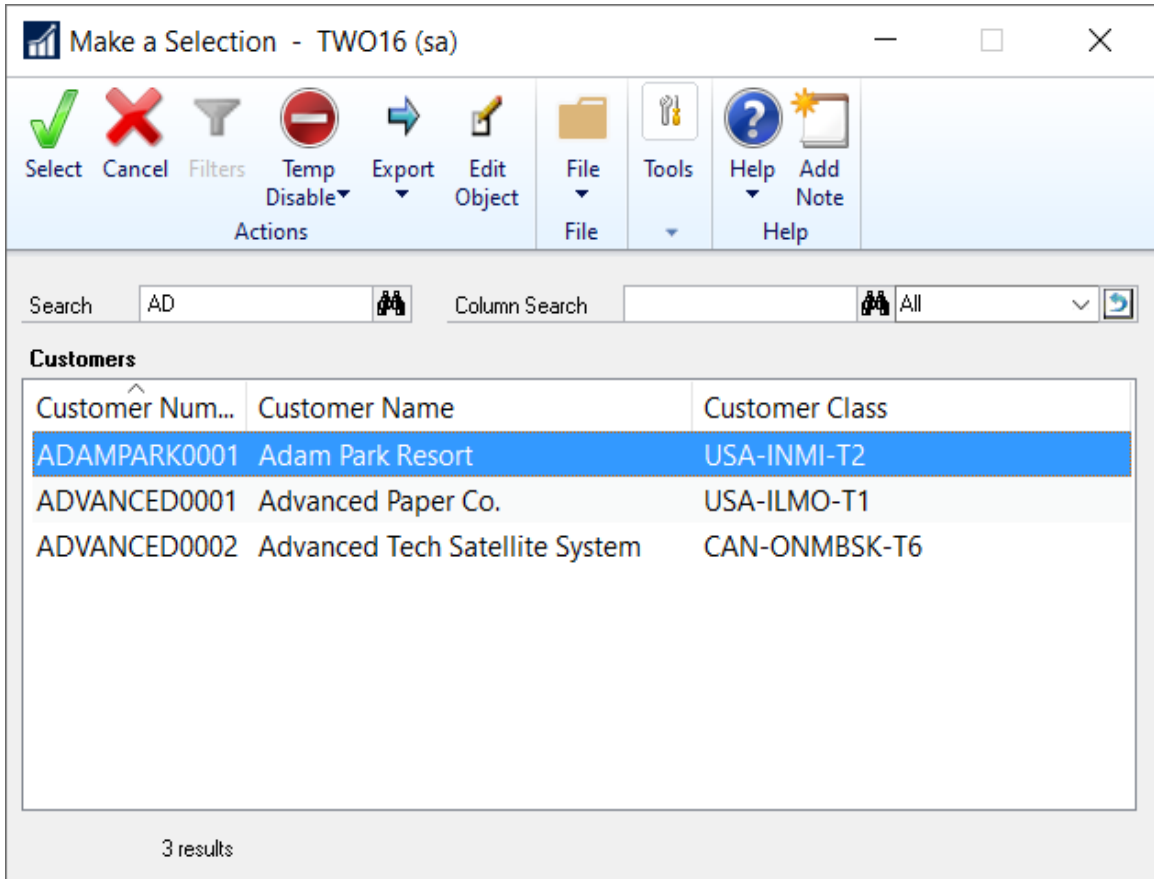 Make a Selection - TWO16 (sa)
Select Cancel Filters Temp Disable Export Edit Object File Tools Help Add Note
Actions File Help
Search AD Column Search All
Customers
Customer Num... Customer Name Customer Class
ADAMPARK0001 Adam Park Resort USA-INMI-T2
ADVANCED0001 Advanced Paper Co. USA-ILMO-T1
ADVANCED0002 Advanced Tech Satellite System CAN-ONMBSK-T6
3 results